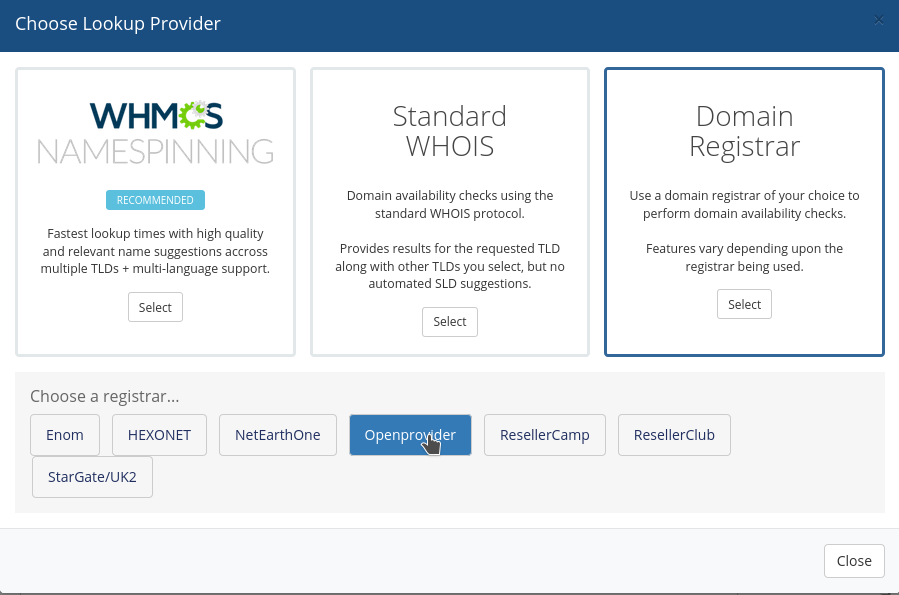 Choose Lookup Provider
×
WHMCS
NAMESPINNING
RECOMMENDED
Fastest lookup times with high quality
and relevant name suggestions accross
multiple TLDs + multi-language support.
Select
Standard
WHOIS
Domain availability checks using the
standard WHOIS protocol.
Provides results for the requested TLD
along with other TLDs you select, but no
automated SLD suggestions.
Select
Domain
Registrar
Use a domain registrar of your choice to
perform domain availability checks.
Features vary depending upon the
registrar being used.
Select
Choose a registrar...
Enom
HEXONET
NetEarthOne
Openprovider
ResellerCamp
ResellerClub
StarGate/UK2
Close